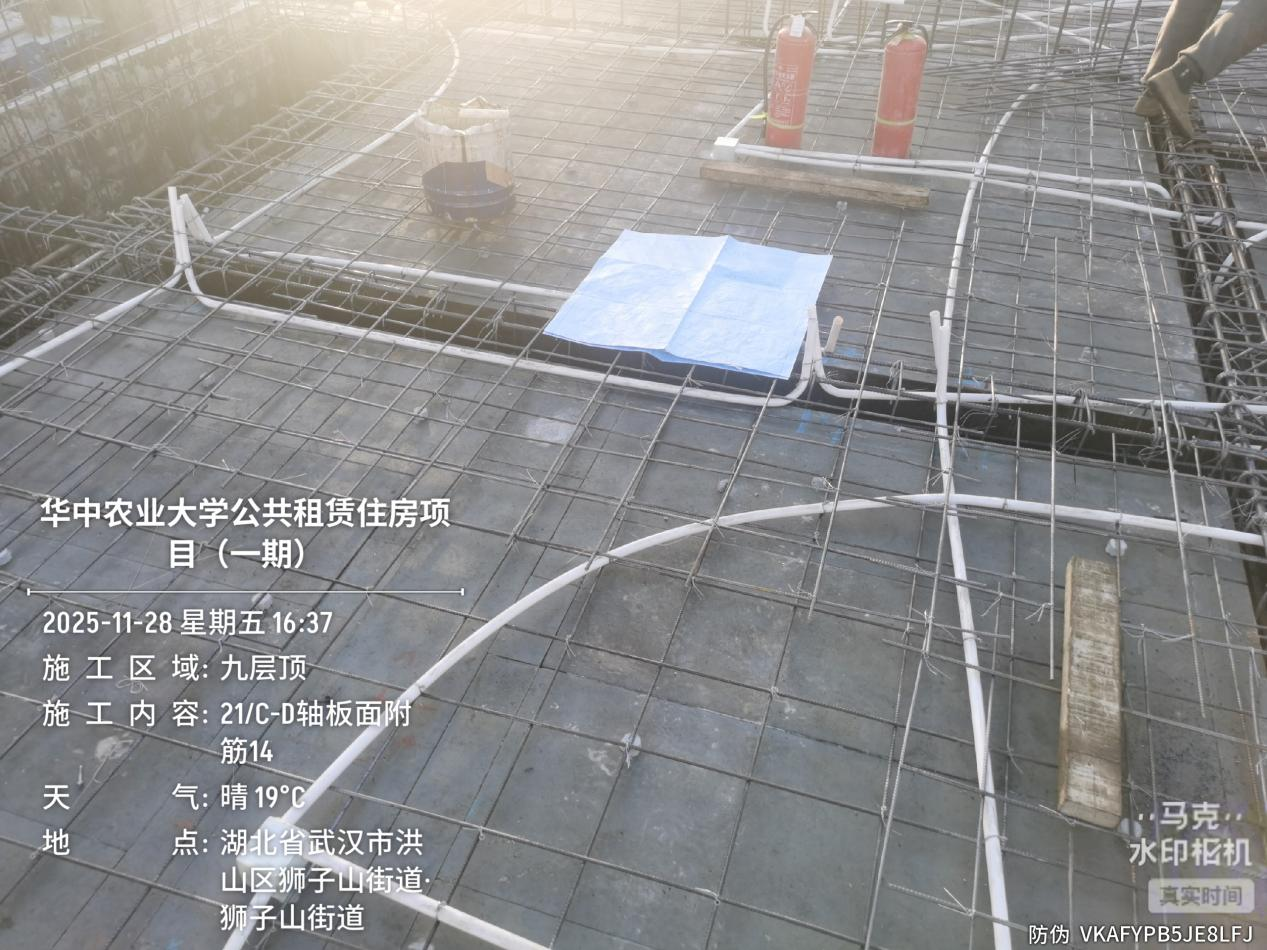 华中农业大学公共租赁住房项
目（一期）
2025-11-28 星期五 16:37
施工区域：九层顶
施工内容：21/C-D轴板面附
筋14
天气：晴 19°C
地点：湖北省武汉市洪
山区狮子山街道·
狮子山街道
马克
水印相机
真实时间
防伪 VKAFYPB5JE8LFJ